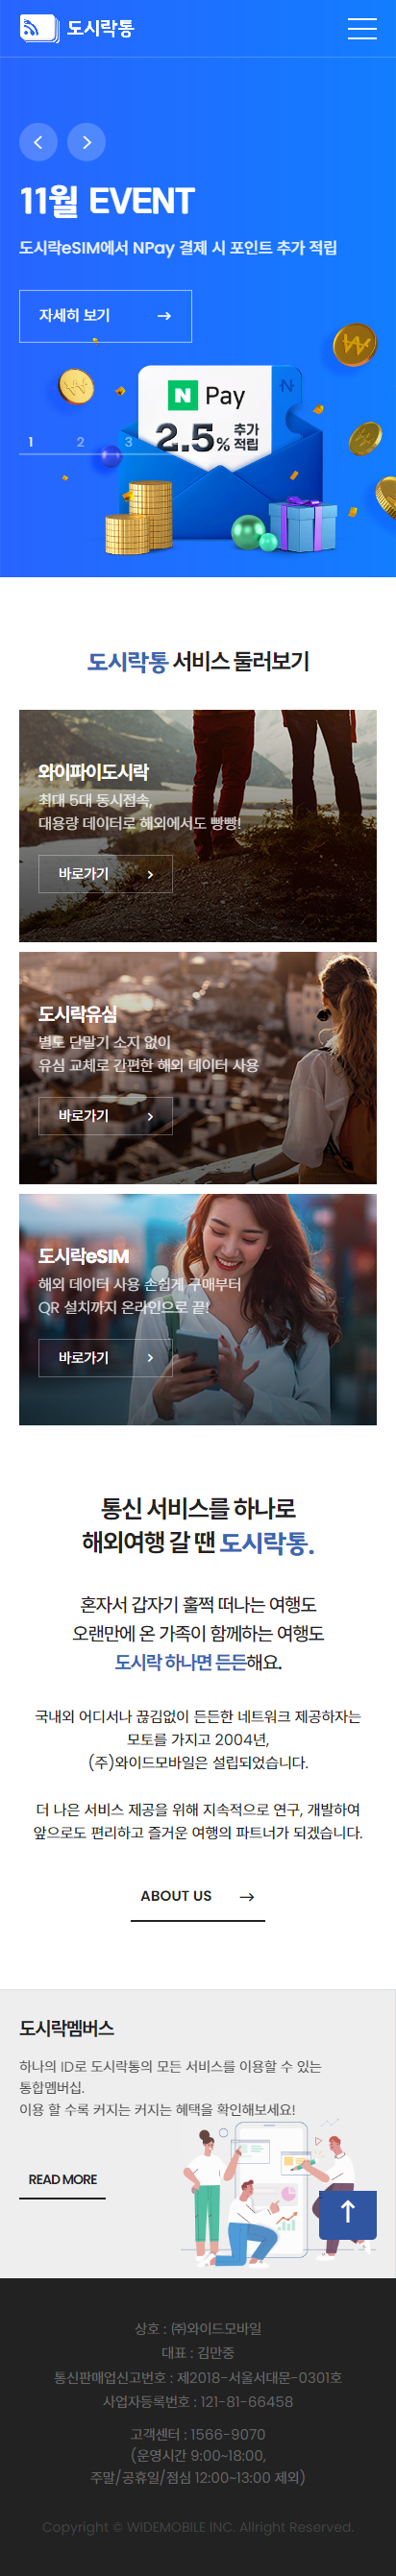 도시락통
11월 EVENT
도시락eSIM에서 NPay 결제 시 포인트 추가 적립
자세히 보기
N Pay
2.5% 추가
적립
1 2 3
도시락통 서비스 둘러보기
와이파이도시락
최대 5대 동시접속,
대용량 데이터로 해외에서도 빵빵!
바로가기
도시락유심
별도 단말기 소지 없이
유심 교체로 간편한 해외 데이터 사용
바로가기
도시락eSIM
해외 데이터 사용 손쉽게 구매부터
QR 설치까지 온라인으로 끝!
바로가기
통신 서비스를 하나로
해외여행 갈 땐 도시락통.
혼자서 갑자기 훌쩍 떠나는 여행도
오랜만에 온 가족이 함께하는 여행도
도시락 하나면 든든해요.
국내외 어디서나 끊김없이 든든한 네트워크 제공하자는
모토를 가지고 2004년,
(주)와이드모바일은 설립되었습니다.
더 나은 서비스 제공을 위해 지속적으로 연구, 개발하여
앞으로도 편리하고 즐거운 여행의 파트너가 되겠습니다.
ABOUT US
도시락멤버스
하나의 ID로 도시락통의 모든 서비스를 이용할 수 있는
통합멤버십.
이용 할 수록 커지는 커지는 혜택을 확인해보세요!
READ MORE
상호 : ㈜와이드모바일
대표 : 김만중
통신판매업신고번호 : 제2018-서울서대문-0301호
사업자등록번호 : 121-81-66458
고객센터 : 1566-9070
(운영시간 9:00~18:00,
주말/공휴일/점심 12:00~13:00 제외)
Copyright © WIDEMOBILE INC. Allright Reserved.